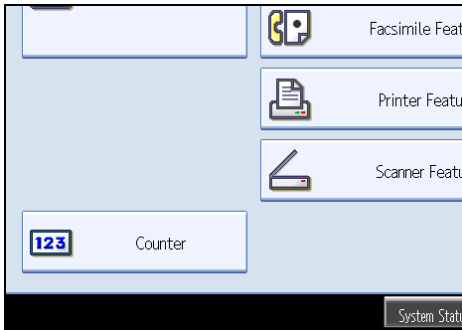 Facsimile Feat
Printer Featu
Scanner Featu
123 Counter
System Statu